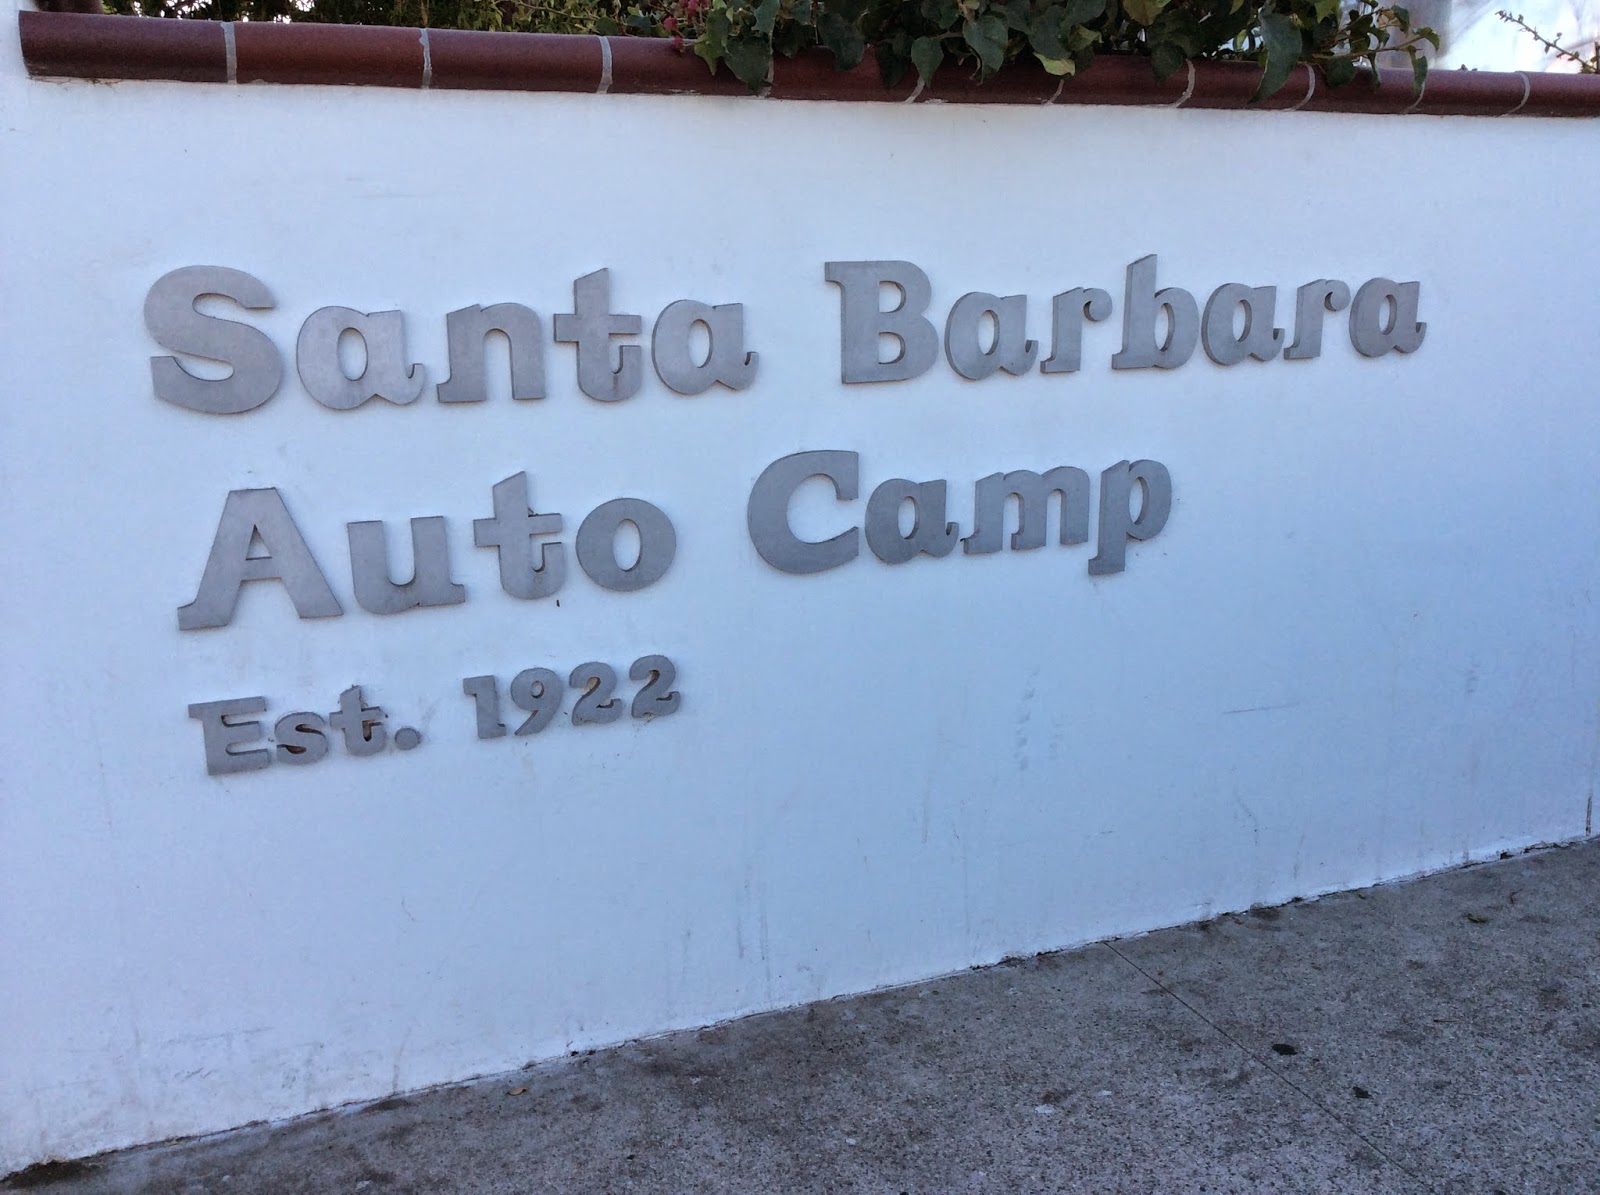 Santa Barbara
Auto Camp
Est. 1922